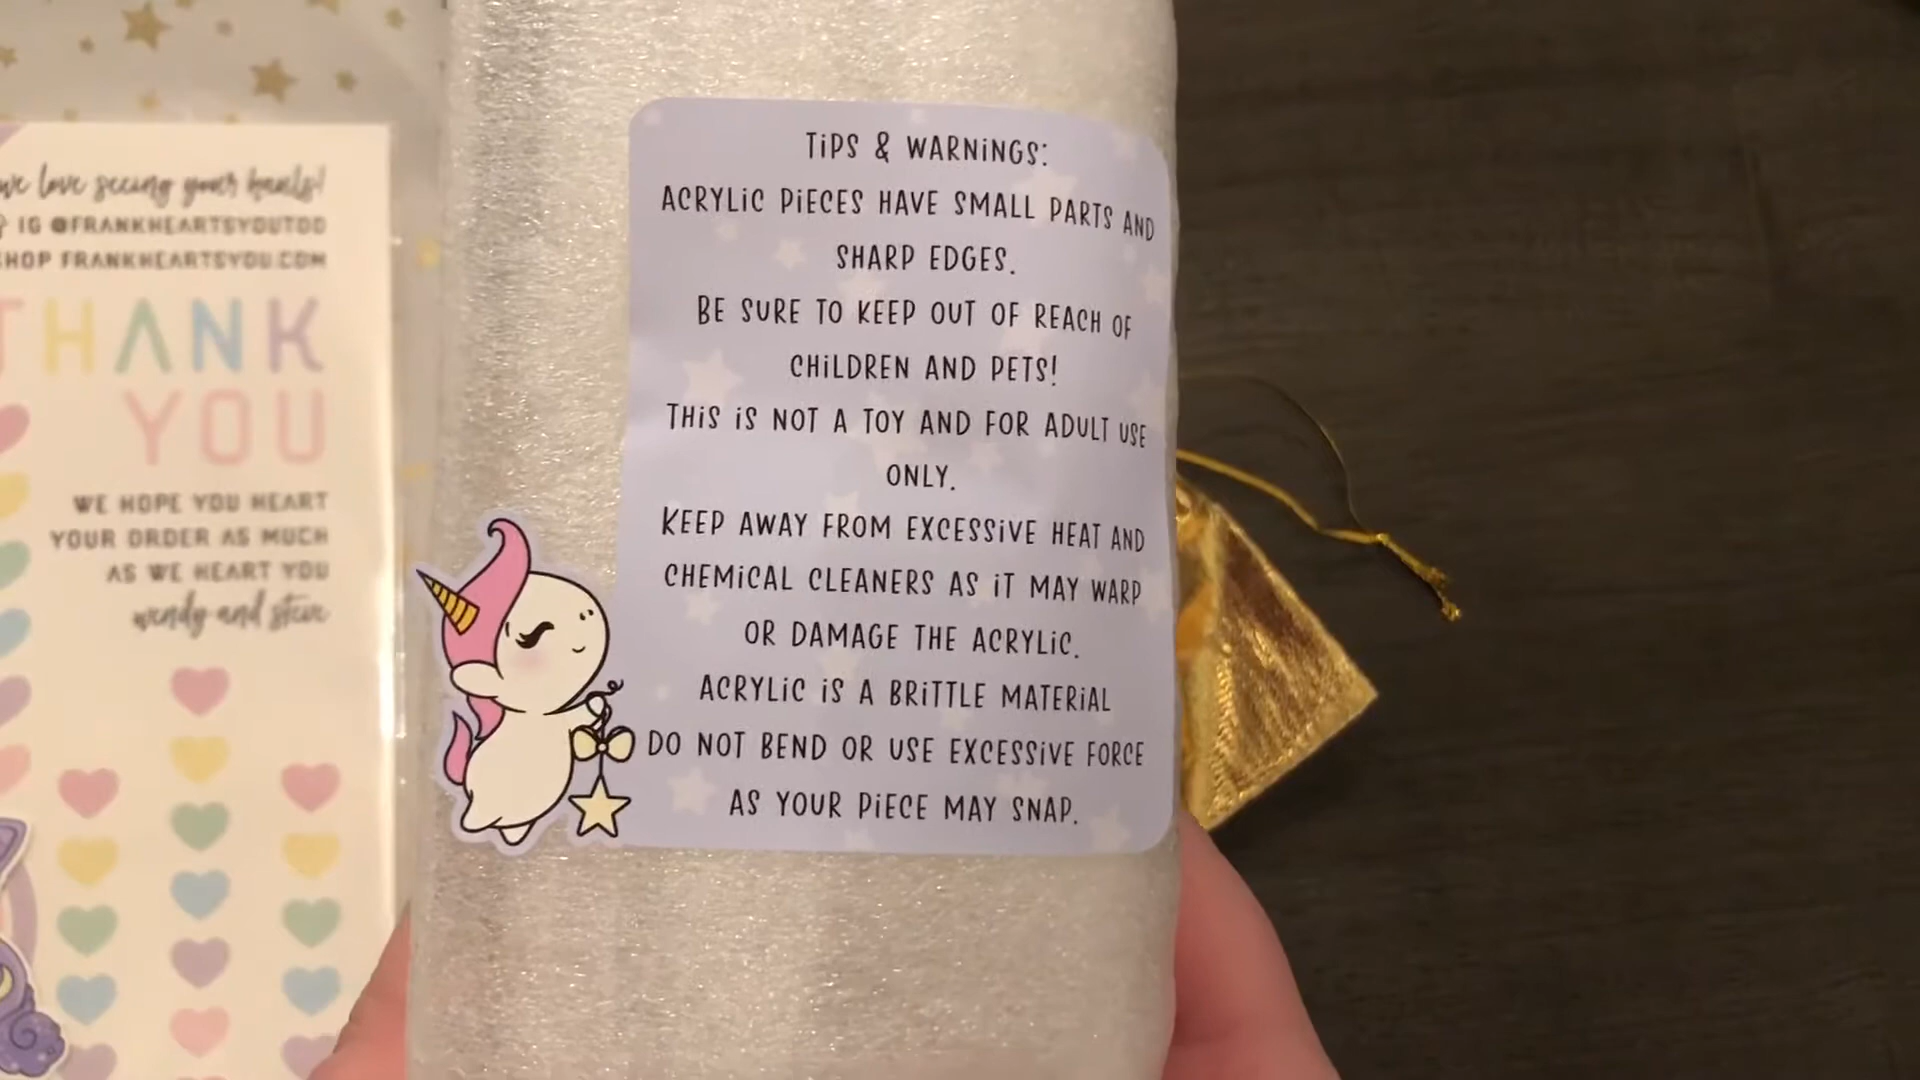 we love seeing your hauls!
IG @FRANKHEARTSYOUTOO
SHOP FRANKHEARTSYOU.COM
THANK
YOU
WE HOPE YOU HEART
YOUR ORDER AS MUCH
AS WE HEART YOU
wendy and steve
TiPS & WARNiNGS:
ACRYLiC PiECES HAVE SMALL PARTS AND
SHARP EDGES.
BE SURE TO KEEP OUT OF REACH OF
CHiLDREN AND PETS!
THiS iS NOT A TOY AND FOR ADULT USE
ONLY.
KEEP AWAY FROM EXCESSiVE HEAT AND
CHEMiCAL CLEANERS AS iT MAY WARP
OR DAMAGE THE ACRYLiC.
ACRYLiC iS A BRiTTLE MATERiAL
DO NOT BEND OR USE EXCESSiVE FORCE
AS YOUR PiECE MAY SNAP.